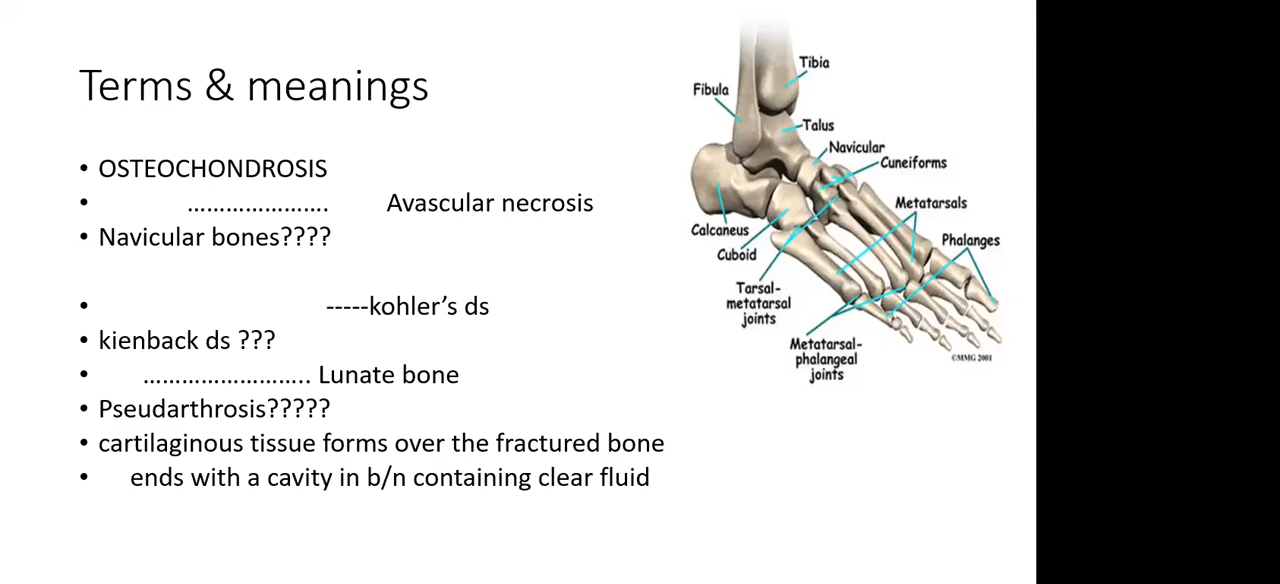 Terms & meanings
• OSTEOCHONDROSIS
• …………………. Avascular necrosis
• Navicular bones????
• -----kohler’s ds
• kienback ds ???
• …………………….. Lunate bone
• Pseudarthrosis?????
• cartilaginous tissue forms over the fractured bone
• ends with a cavity in b/n containing clear fluid
Tibia
Fibula
Talus
Navicular
Cuneiforms
Metatarsals
Calcaneus
Phalanges
Cuboid
Tarsal-
metatarsal
joints
Metatarsal-
phalangeal
joints
©MMG 2001